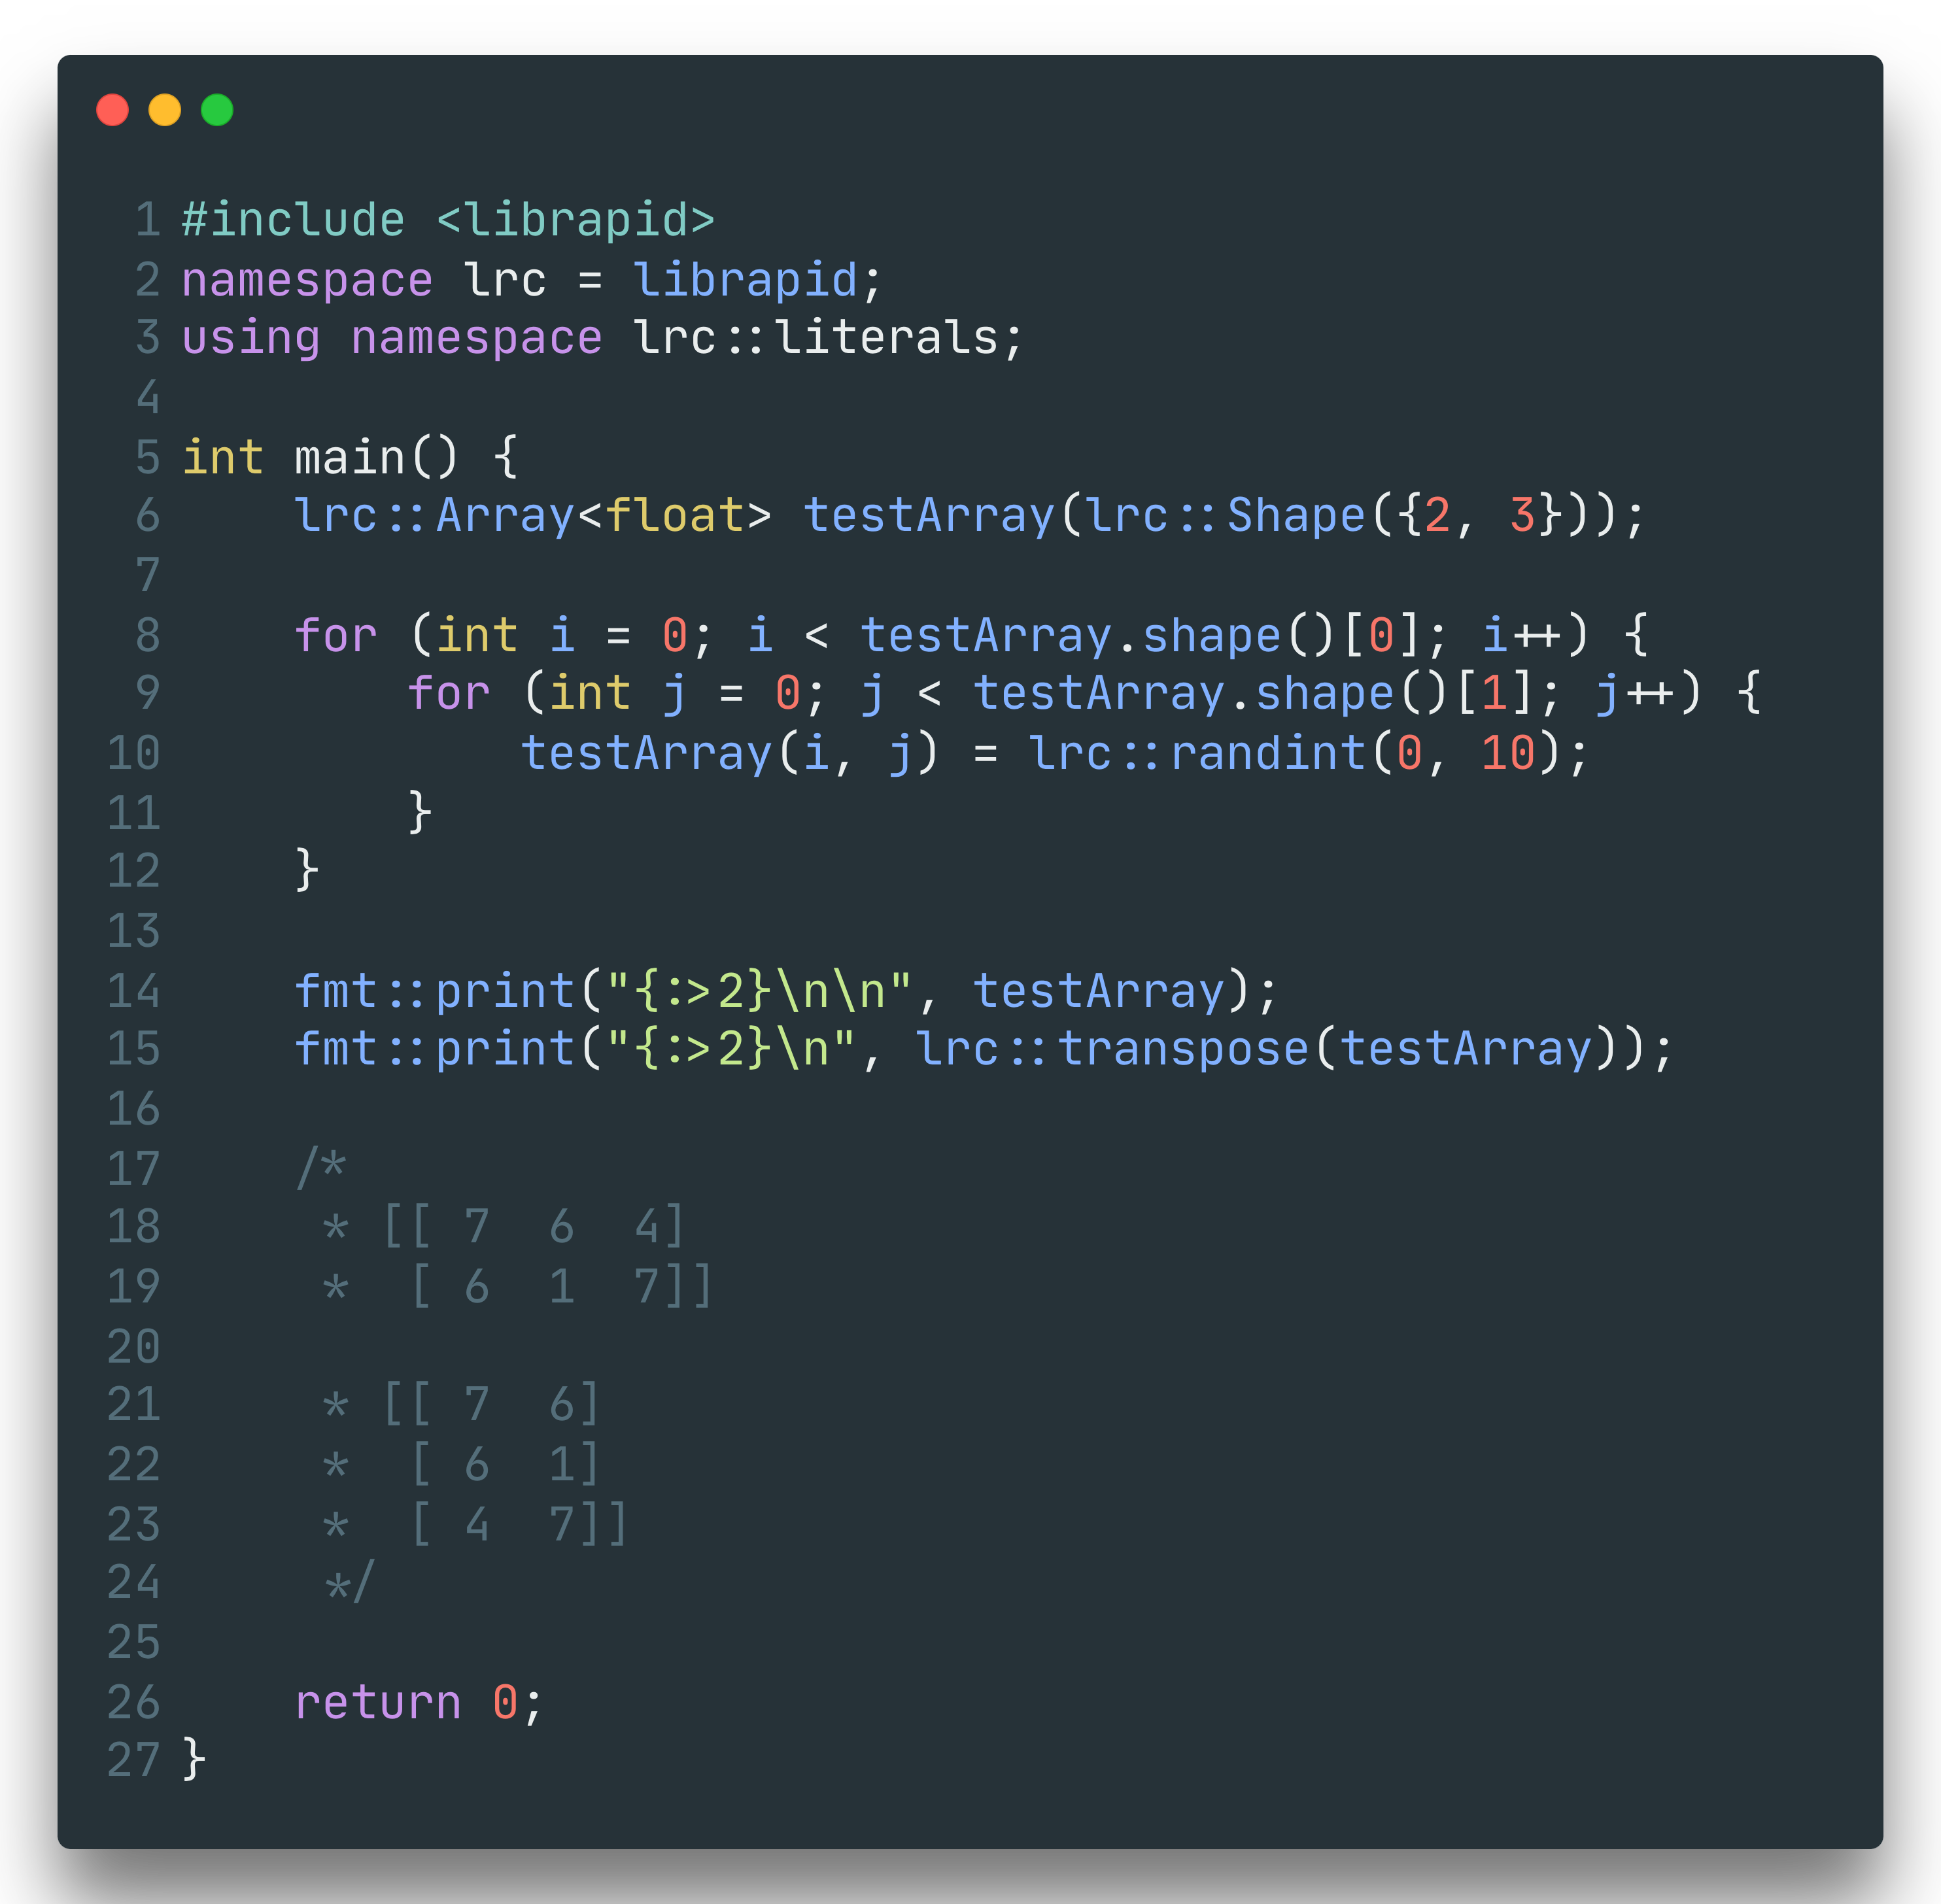 1 #include <librapid>
2 namespace lrc = librapid;
3 using namespace lrc::literals;
4
5 int main() {
6     lrc::Array<float> testArray(lrc::Shape({2, 3}));
7
8     for (int i = 0; i < testArray.shape()[0]; i++) {
9         for (int j = 0; j < testArray.shape()[1]; j++) {
10             testArray(i, j) = lrc::randint(0, 10);
11         }
12     }
13
14     fmt::print("{:>2}\n\n", testArray);
15     fmt::print("{:>2}\n", lrc::transpose(testArray));
16
17     /*
18      * [[ 7  6  4]
19      *  [ 6  1  7]]
20
21      * [[ 7  6]
22      *  [ 6  1]
23      *  [ 4  7]]
24      */
25
26     return 0;
27 }